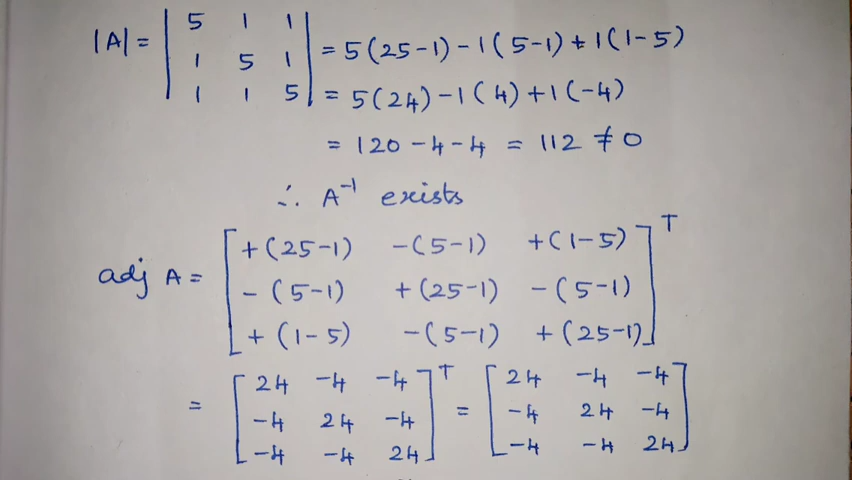 |A| = | 5 1 1 | = 5(25-1) - 1(5-1) + 1(1-5)
| 1 5 1 |
| 1 1 5 | = 5(24) - 1(4) + 1(-4)
= 120 - 4 - 4 = 112 ≠ 0
∴ A⁻¹ exists
adj A = [ +(25-1) -(5-1) +(1-5) ]ᵀ
[ -(5-1) +(25-1) -(5-1) ]
[ +(1-5) -(5-1) +(25-1) ]
= [ 24 -4 -4 ]ᵀ = [ 24 -4 -4 ]
[ -4 24 -4 ] [ -4 24 -4 ]
[ -4 -4 24 ] [ -4 -4 24 ]